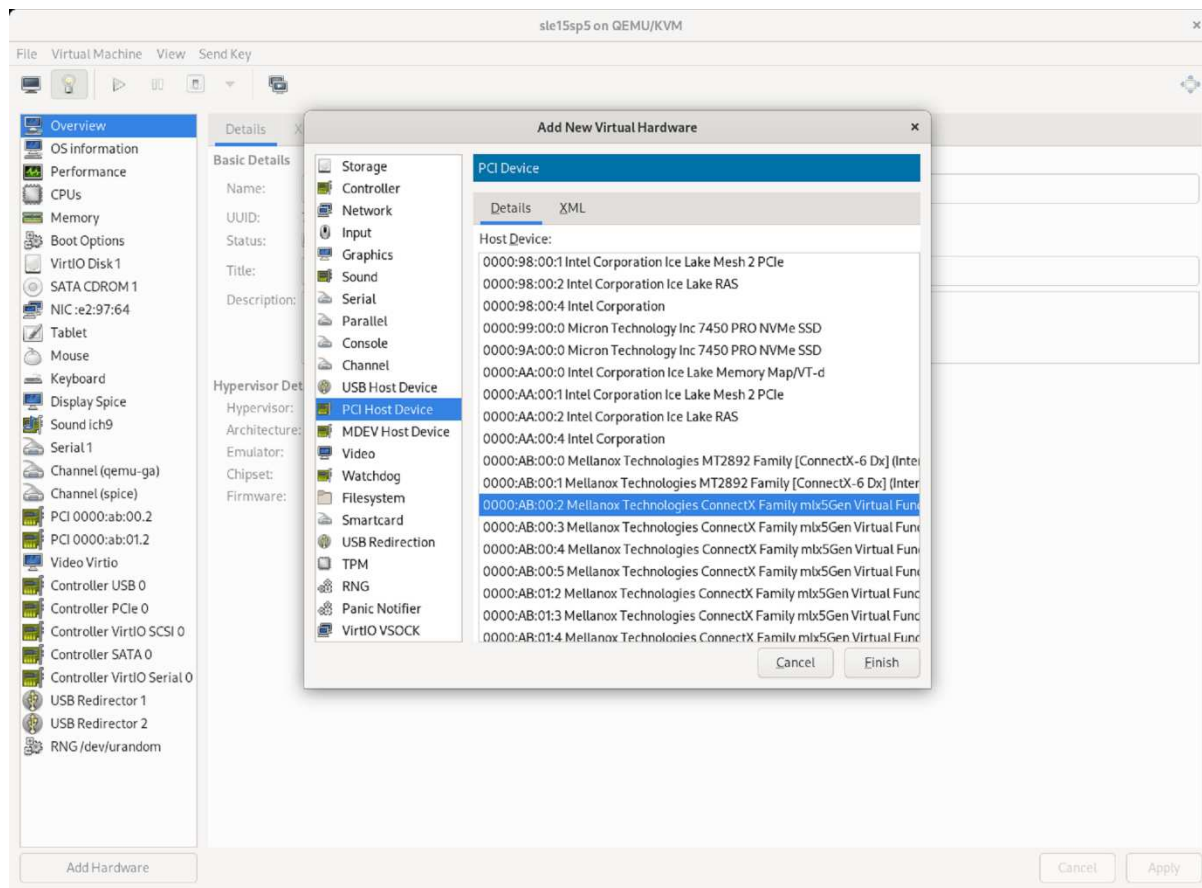 sle15sp5 on QEMU/KVM
File Virtual Machine View Send Key
Overview
OS information
Performance
CPUs
Memory
Boot Options
VirtIO Disk 1
SATA CDROM 1
NIC :e2:97:64
Tablet
Mouse
Keyboard
Display Spice
Sound ich9
Serial 1
Channel (qemu-ga)
Channel (spice)
PCI 0000:ab:00.2
PCI 0000:ab:01.2
Video Virtio
Controller USB 0
Controller PCIe 0
Controller VirtIO SCSI 0
Controller SATA 0
Controller VirtIO Serial 0
USB Redirector 1
USB Redirector 2
RNG /dev/urandom
Add Hardware
Details X
Basic Details
Name:
UUID:
Status:
Title:
Description:
Hypervisor Det
Hypervisor:
Architecture:
Emulator:
Chipset:
Firmware:
Add New Virtual Hardware
Storage
Controller
Network
Input
Graphics
Sound
Serial
Parallel
Console
Channel
USB Host Device
PCI Host Device
MDEV Host Device
Video
Watchdog
Filesystem
Smartcard
USB Redirection
TPM
RNG
Panic Notifier
VirtIO VSOCK
PCI Device
Details XML
Host Device:
0000:98:00:1 Intel Corporation Ice Lake Mesh 2 PCIe
0000:98:00:2 Intel Corporation Ice Lake RAS
0000:98:00:4 Intel Corporation
0000:99:00:0 Micron Technology Inc 7450 PRO NVMe SSD
0000:9A:00:0 Micron Technology Inc 7450 PRO NVMe SSD
0000:AA:00:0 Intel Corporation Ice Lake Memory Map/VT-d
0000:AA:00:1 Intel Corporation Ice Lake Mesh 2 PCIe
0000:AA:00:2 Intel Corporation Ice Lake RAS
0000:AA:00:4 Intel Corporation
0000:AB:00:0 Mellanox Technologies MT2892 Family [ConnectX-6 Dx] (Inter
0000:AB:00:1 Mellanox Technologies MT2892 Family [ConnectX-6 Dx] (Inter
0000:AB:00:2 Mellanox Technologies ConnectX Family mlx5Gen Virtual Func
0000:AB:00:3 Mellanox Technologies ConnectX Family mlx5Gen Virtual Func
0000:AB:00:4 Mellanox Technologies ConnectX Family mlx5Gen Virtual Func
0000:AB:00:5 Mellanox Technologies ConnectX Family mlx5Gen Virtual Func
0000:AB:01:2 Mellanox Technologies ConnectX Family mlx5Gen Virtual Func
0000:AB:01:3 Mellanox Technologies ConnectX Family mlx5Gen Virtual Func
0000:AB:01:4 Mellanox Technologies ConnectX Family mlx5Gen Virtual Func
Cancel Finish
Cancel Apply